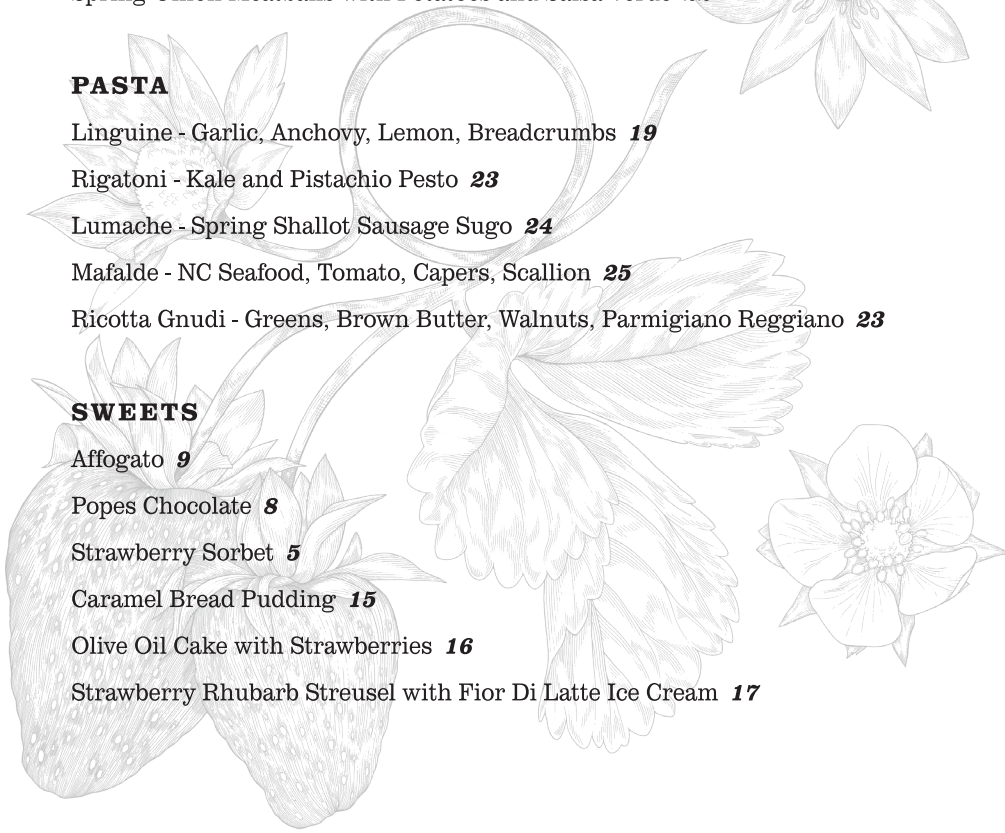 PASTA
Linguine - Garlic, Anchovy, Lemon, Breadcrumbs 19
Rigatoni - Kale and Pistachio Pesto 23
Lumache - Spring Shallot Sausage Sugo 24
Mafalde - NC Seafood, Tomato, Capers, Scallion 25
Ricotta Gnudi - Greens, Brown Butter, Walnuts, Parmigiano Reggiano 23
SWEETS
Affogato 9
Popes Chocolate 8
Strawberry Sorbet 5
Caramel Bread Pudding 15
Olive Oil Cake with Strawberries 16
Strawberry Rhubarb Streusel with Fior Di Latte Ice Cream 17